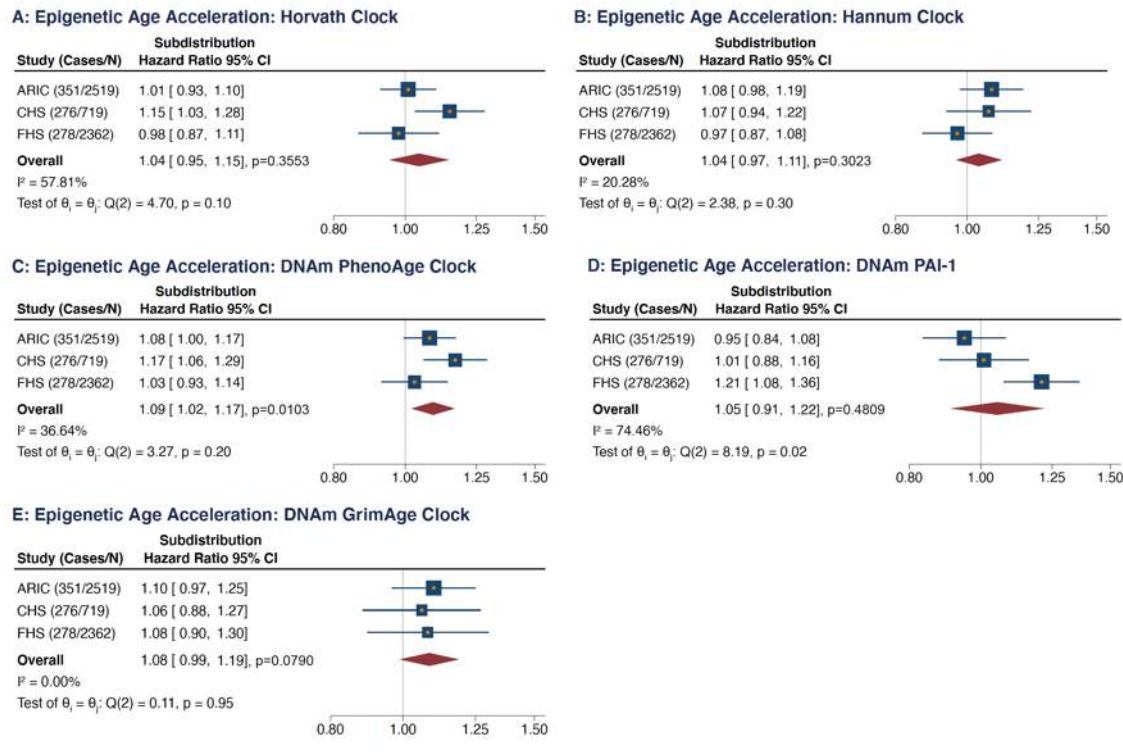 A: Epigenetic Age Acceleration: Horvath Clock
Subdistribution
Study (Cases/N) Hazard Ratio 95% CI
ARIC (351/2519) 1.01 [ 0.93, 1.10]
CHS (276/719) 1.15 [ 1.03, 1.28]
FHS (278/2362) 0.98 [ 0.87, 1.11]
Overall 1.04 [ 0.95, 1.15], p=0.3553
I² = 57.81%
Test of θᵢ = θⱼ: Q(2) = 4.70, p = 0.10
0.80 1.00 1.25 1.50
B: Epigenetic Age Acceleration: Hannum Clock
Subdistribution
Study (Cases/N) Hazard Ratio 95% CI
ARIC (351/2519) 1.08 [ 0.98, 1.19]
CHS (276/719) 1.07 [ 0.94, 1.22]
FHS (278/2362) 0.97 [ 0.87, 1.08]
Overall 1.04 [ 0.97, 1.11], p=0.3023
I² = 20.28%
Test of θᵢ = θⱼ: Q(2) = 2.38, p = 0.30
0.80 1.00 1.25 1.50
C: Epigenetic Age Acceleration: DNAm PhenoAge Clock
Subdistribution
Study (Cases/N) Hazard Ratio 95% CI
ARIC (351/2519) 1.08 [ 1.00, 1.17]
CHS (276/719) 1.17 [ 1.06, 1.29]
FHS (278/2362) 1.03 [ 0.93, 1.14]
Overall 1.09 [ 1.02, 1.17], p=0.0103
I² = 36.64%
Test of θᵢ = θⱼ: Q(2) = 3.27, p = 0.20
0.80 1.00 1.25 1.50
D: Epigenetic Age Acceleration: DNAm PAI-1
Subdistribution
Study (Cases/N) Hazard Ratio 95% CI
ARIC (351/2519) 0.95 [ 0.84, 1.08]
CHS (276/719) 1.01 [ 0.88, 1.16]
FHS (278/2362) 1.21 [ 1.08, 1.36]
Overall 1.05 [ 0.91, 1.22], p=0.4809
I² = 74.46%
Test of θᵢ = θⱼ: Q(2) = 8.19, p = 0.02
0.80 1.00 1.25 1.50
E: Epigenetic Age Acceleration: DNAm GrimAge Clock
Subdistribution
Study (Cases/N) Hazard Ratio 95% CI
ARIC (351/2519) 1.10 [ 0.97, 1.25]
CHS (276/719) 1.06 [ 0.88, 1.27]
FHS (278/2362) 1.08 [ 0.90, 1.30]
Overall 1.08 [ 0.99, 1.19], p=0.0790
I² = 0.00%
Test of θᵢ = θⱼ: Q(2) = 0.11, p = 0.95
0.80 1.00 1.25 1.50